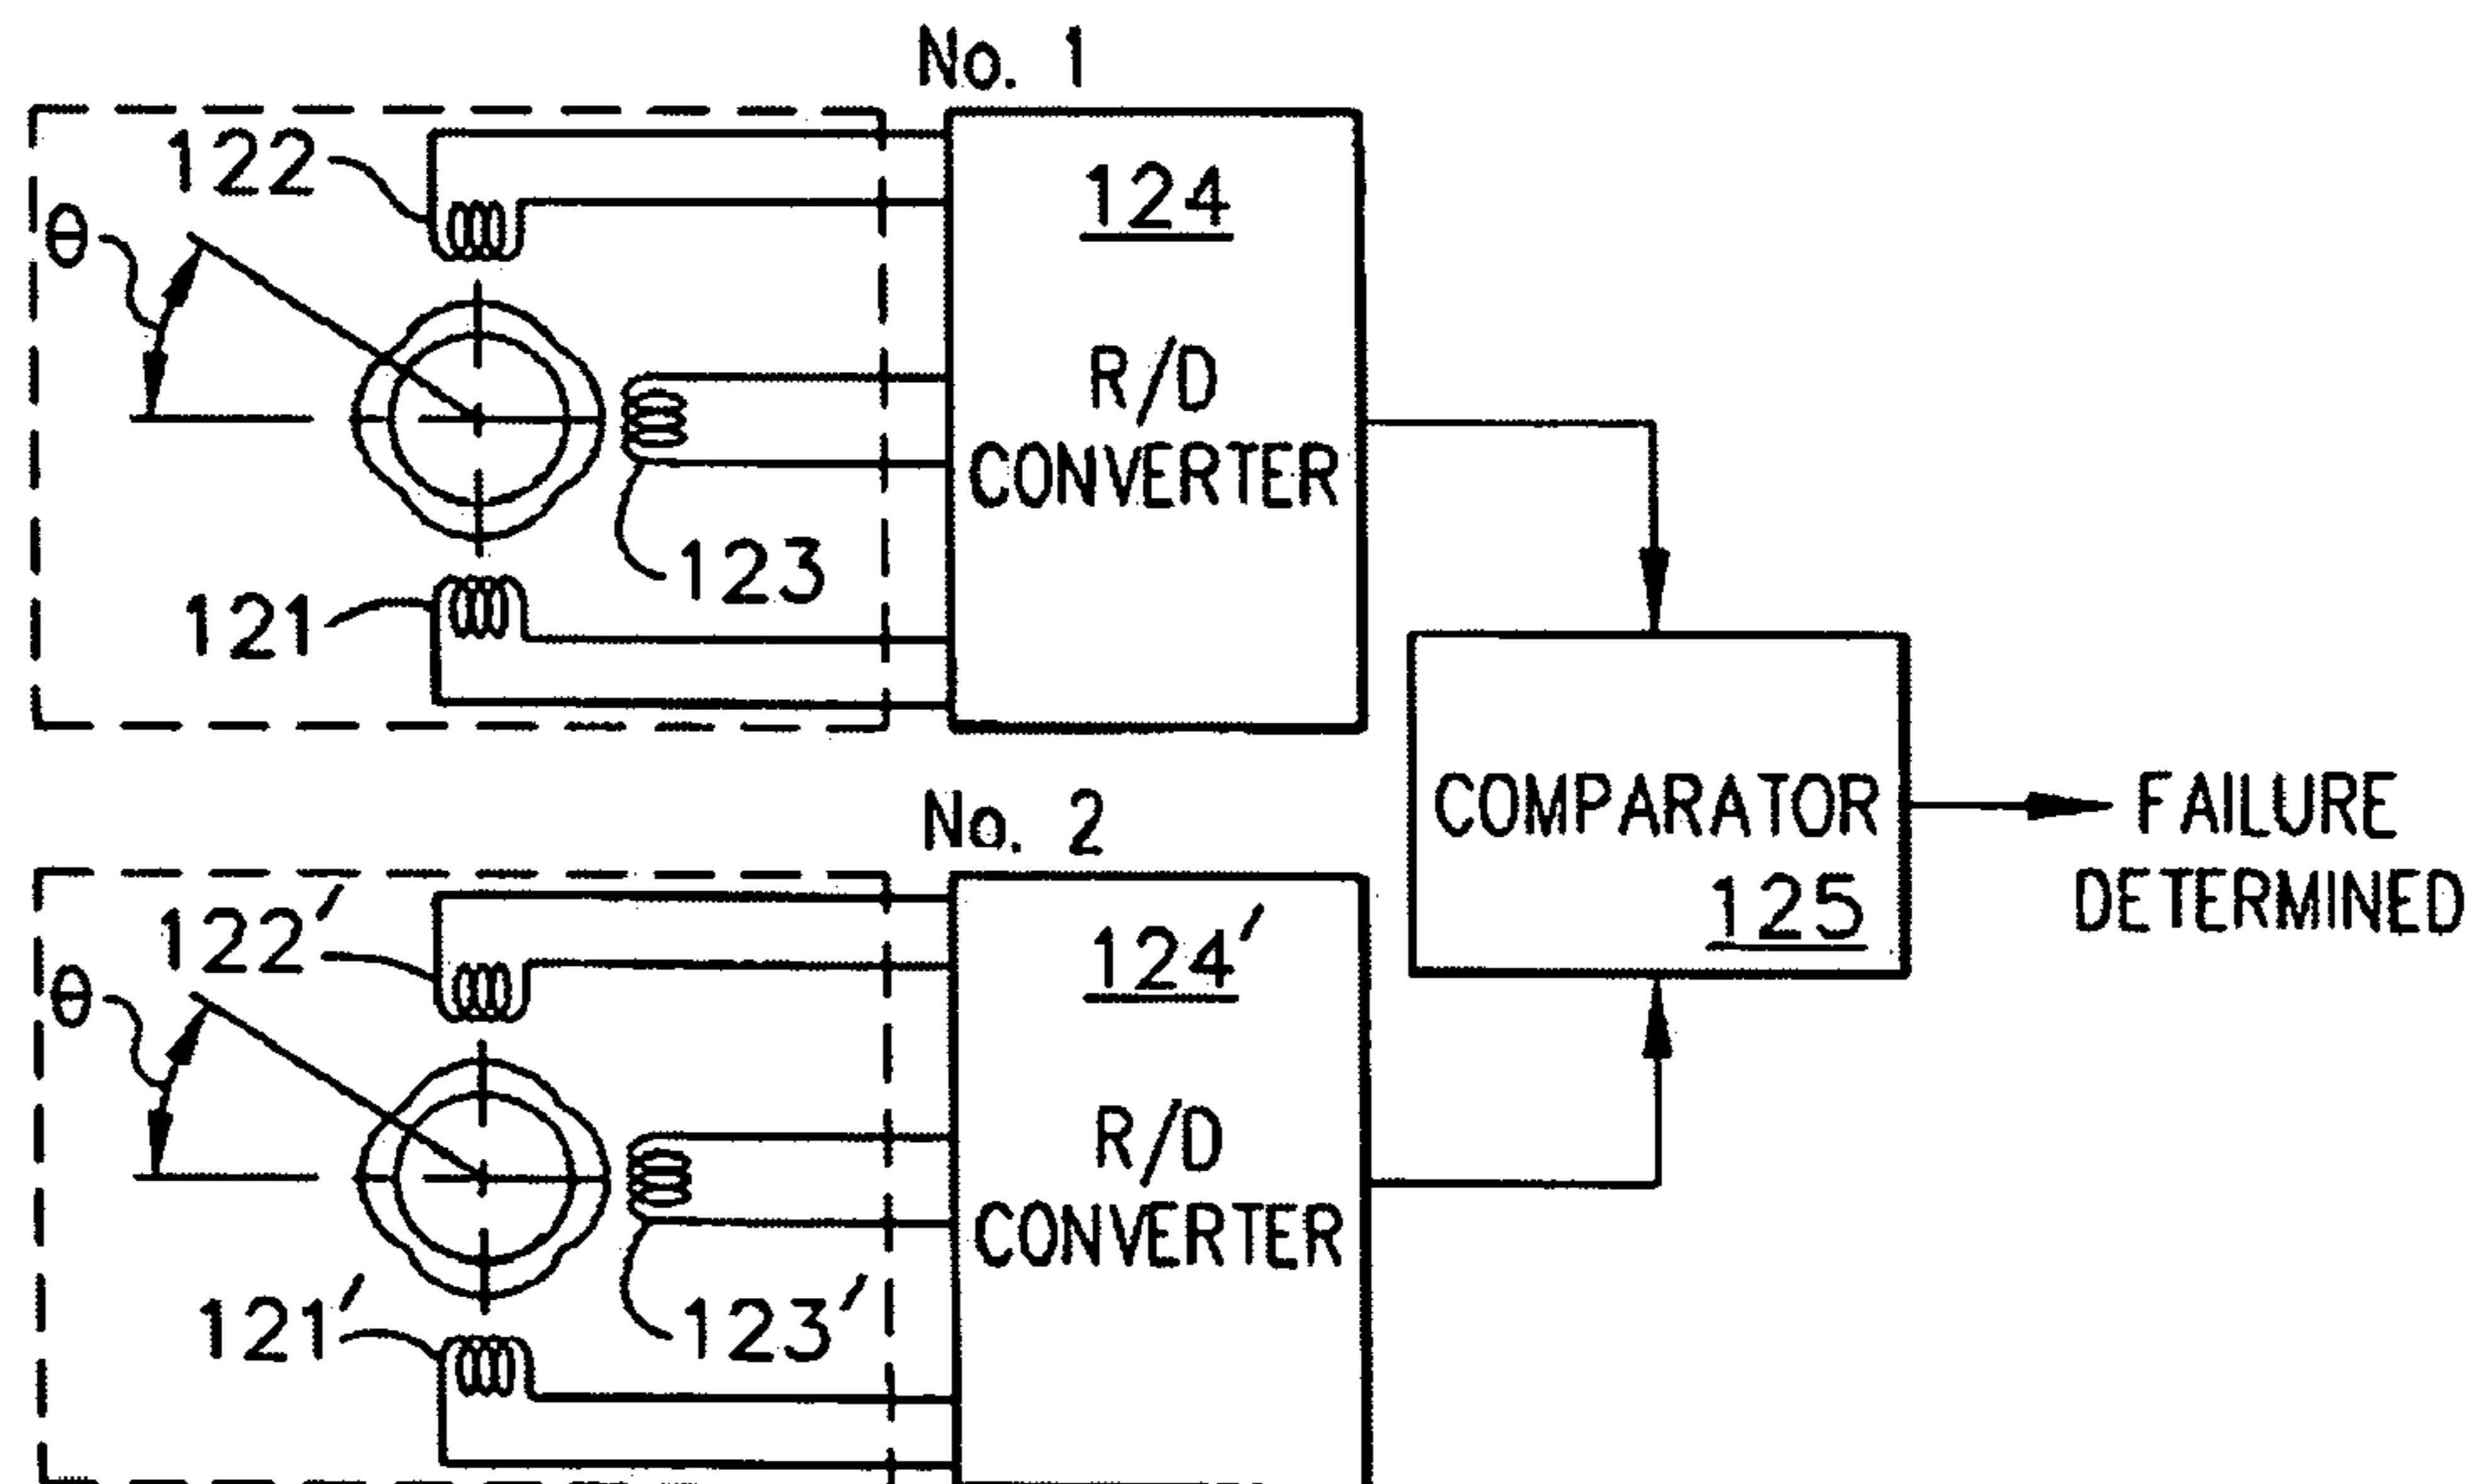 No. 1
122
124
θ
R/D
CONVERTER
123
121
COMPARATOR
125
FAILURE
DETERMINED
No. 2
122'
124'
θ
R/D
CONVERTER
123'
121'